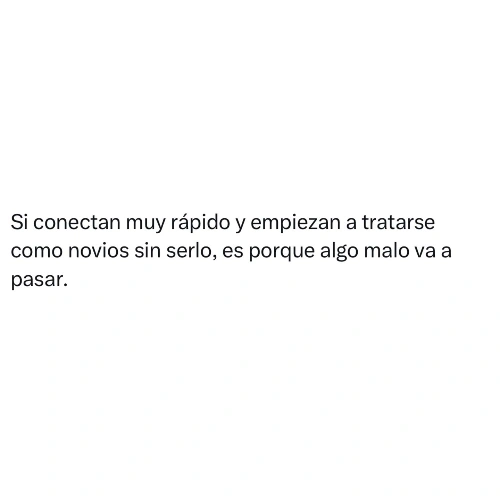 Si conectan muy rápido y empiezan a tratarse
como novios sin serlo, es porque algo malo va a
pasar.